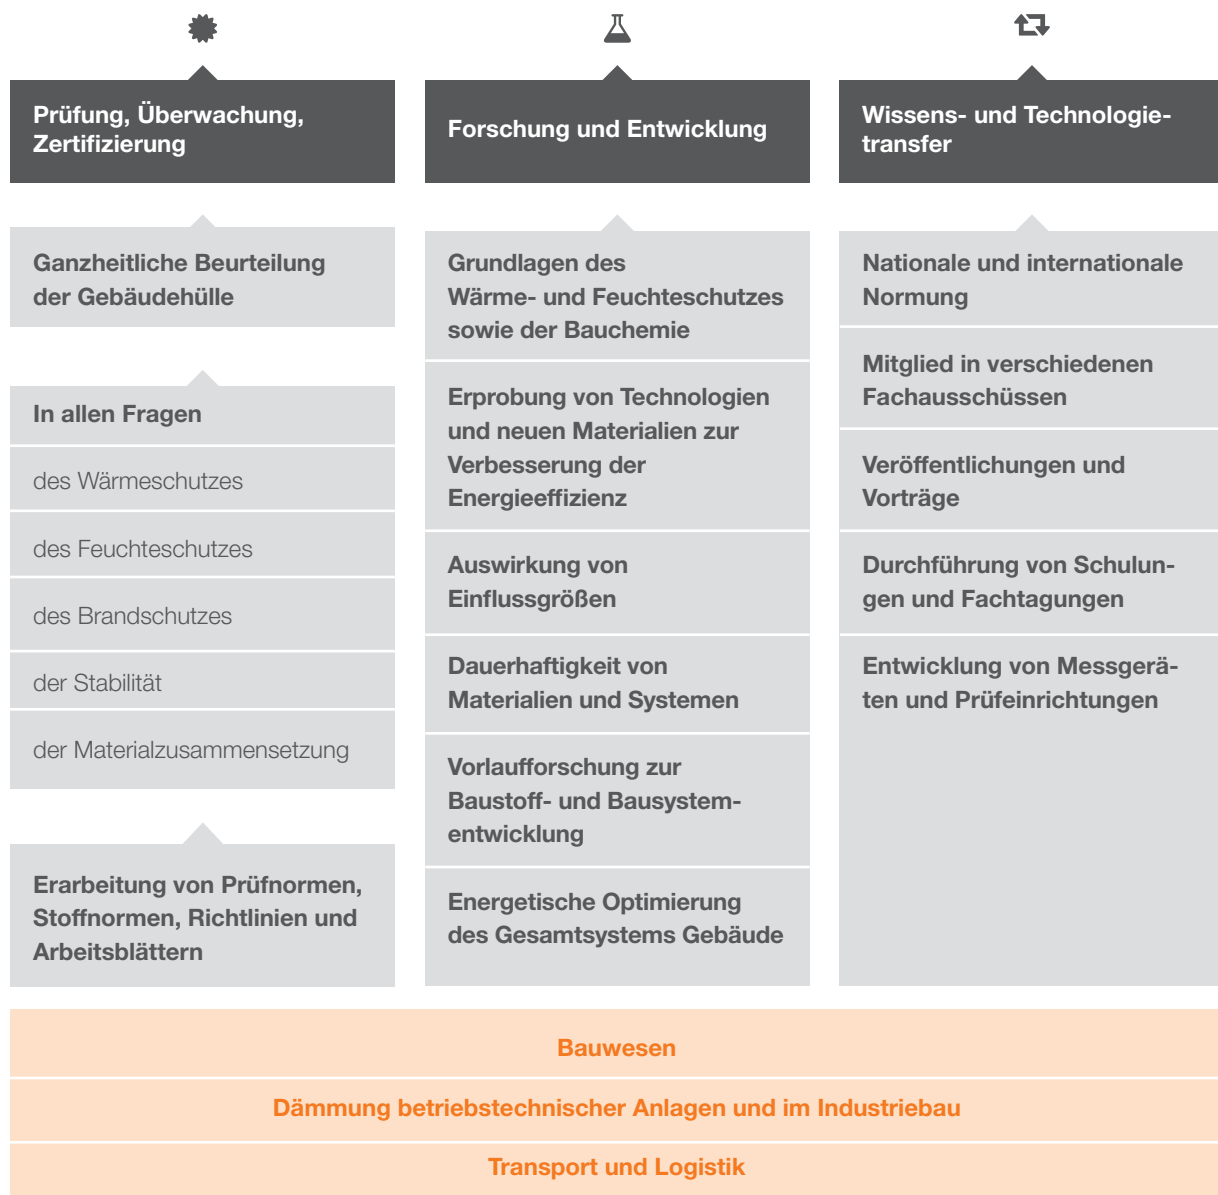 Prüfung, Überwachung,
Zertifizierung
Ganzheitliche Beurteilung
der Gebäudehülle
In allen Fragen
des Wärmeschutzes
des Feuchteschutzes
des Brandschutzes
der Stabilität
der Materialzusammensetzung
Erarbeitung von Prüfnormen,
Stoffnormen, Richtlinien und
Arbeitsblättern
Forschung und Entwicklung
Grundlagen des
Wärme- und Feuchteschutzes
sowie der Bauchemie
Erprobung von Technologien
und neuen Materialien zur
Verbesserung der
Energieeffizienz
Auswirkung von
Einflussgrößen
Dauerhaftigkeit von
Materialien und Systemen
Vorlaufforschung zur
Baustoff- und Bausystem-
entwicklung
Energetische Optimierung
des Gesamtsystems Gebäude
Wissens- und Technologie-
transfer
Nationale und internationale
Normung
Mitglied in verschiedenen
Fachausschüssen
Veröffentlichungen und
Vorträge
Durchführung von Schulun-
gen und Fachtagungen
Entwicklung von Messgerä-
ten und Prüfeinrichtungen
Bauwesen
Dämmung betriebstechnischer Anlagen und im Industriebau
Transport und Logistik